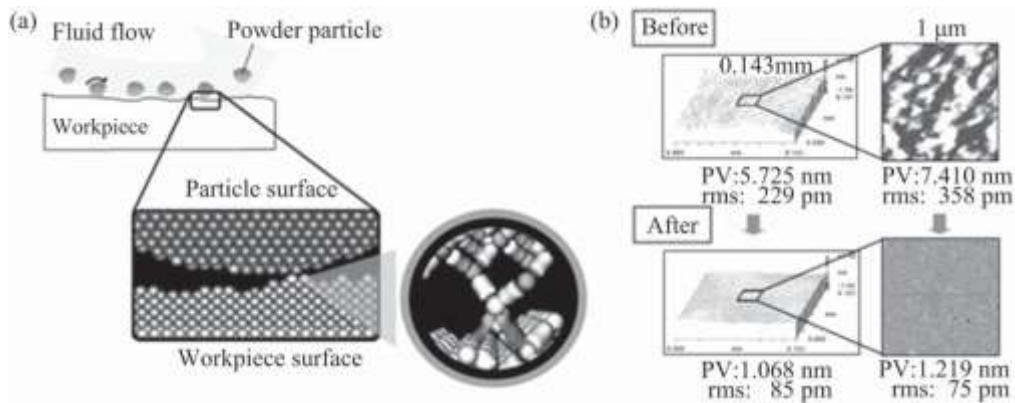 (a)
Fluid flow
Powder particle
Workpiece
Particle surface
Workpiece surface
(b)
Before
1 μm
0.143mm
PV:5.725 nm
rms: 229 pm
PV:7.410 nm
rms: 358 pm
After
PV:1.068 nm
rms: 85 pm
PV:1.219 nm
rms: 75 pm